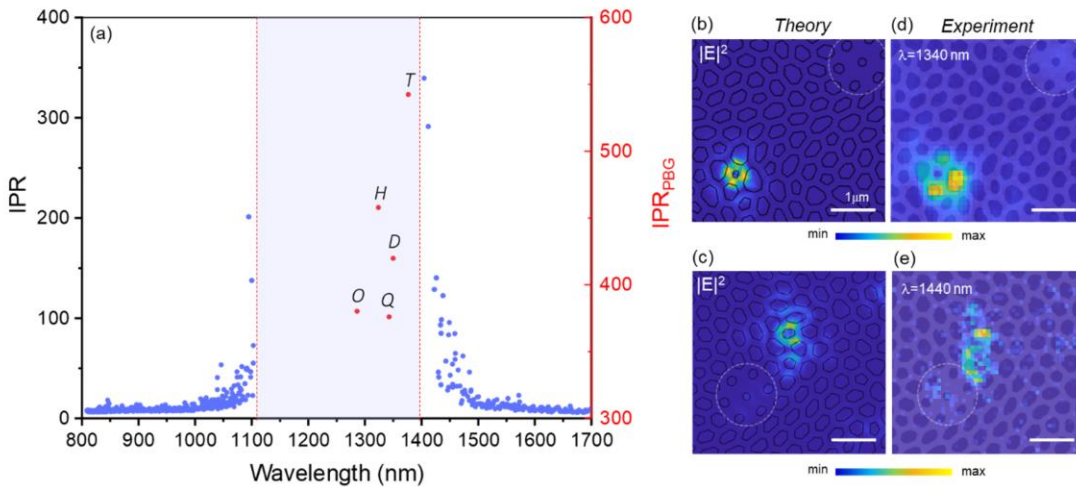 (a)
400
300
200
100
0
IPR
800 900 1000 1100 1200 1300 1400 1500 1600 1700
Wavelength (nm)
600
500
400
300
IPR_PBG
T
H
D
O
Q
Theory
Experiment
(b)
|E|²
1μm
(d)
λ=1340 nm
min max
(c)
|E|²
(e)
λ=1440 nm
min max